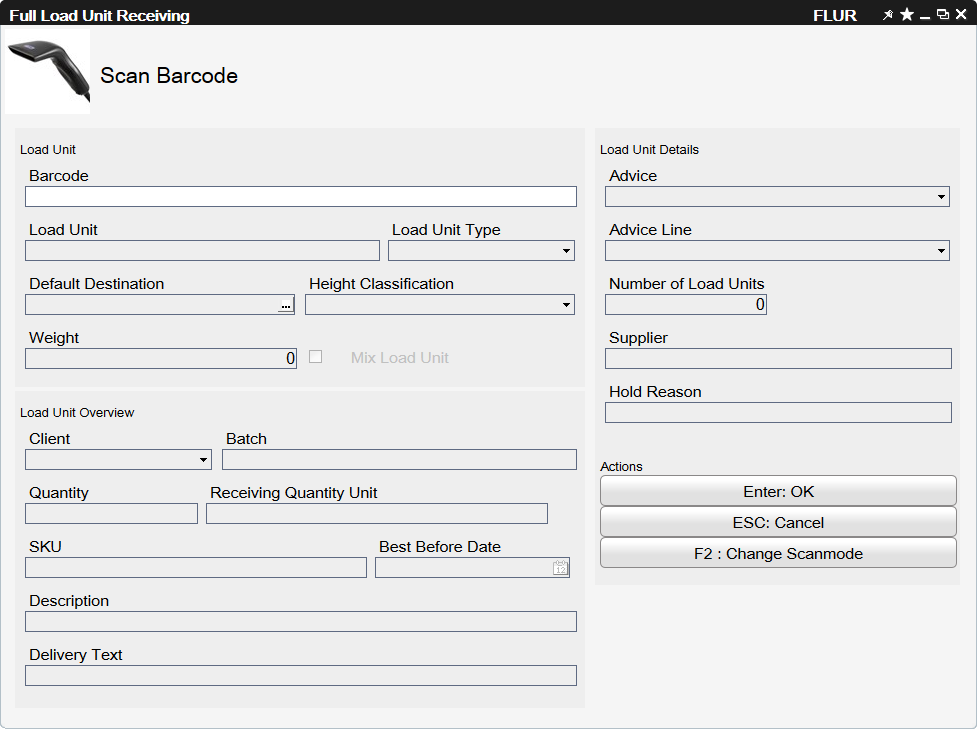 Full Load Unit Receiving FLUR
Scan Barcode
Load Unit
Barcode
Load Unit Load Unit Type
Default Destination Height Classification
...
Weight
0 Mix Load Unit
Load Unit Overview
Client Batch
Quantity Receiving Quantity Unit
SKU Best Before Date
12
Description
Delivery Text
Load Unit Details
Advice
Advice Line
Number of Load Units
0
Supplier
Hold Reason
Actions
Enter: OK
ESC: Cancel
F2 : Change Scanmode